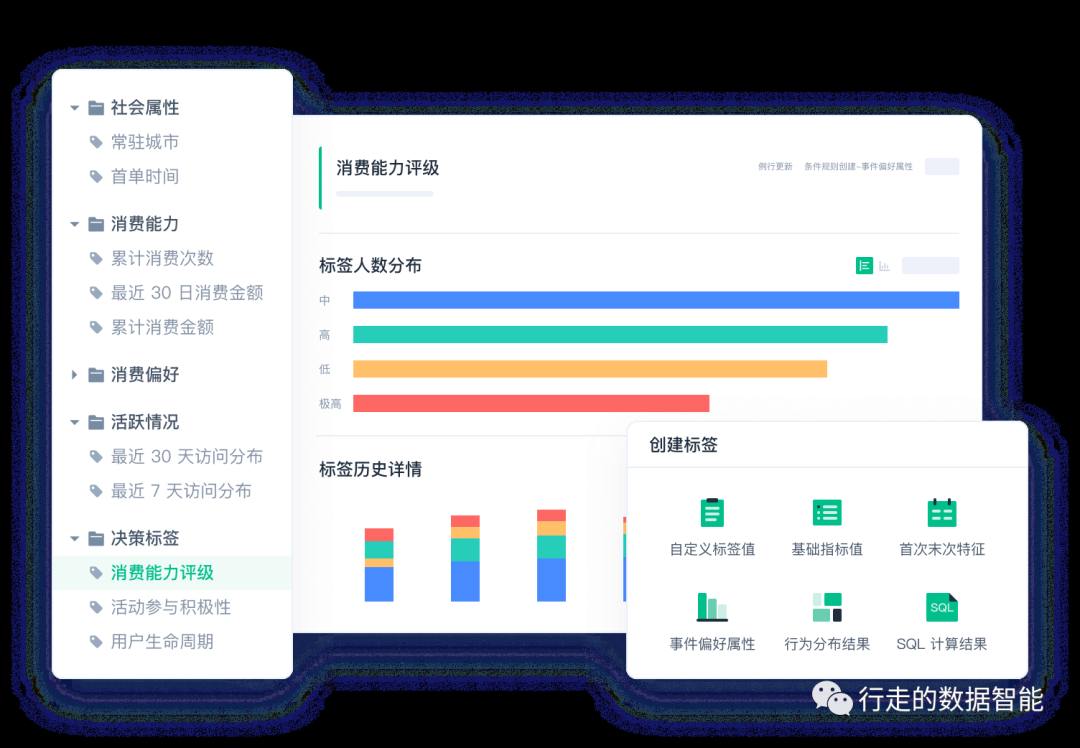 社会属性
常驻城市
首单时间
消费能力
累计消费次数
最近 30 日消费金额
累计消费金额
消费偏好
活跃情况
最近 30 天访问分布
最近 7 天访问分布
决策标签
消费能力评级
活动参与积极性
用户生命周期
消费能力评级
例行更新 条件规则创建-事件偏好属性
标签人数分布
中
高
低
极高
标签历史详情
创建标签
自定义标签值 基础指标值 首次末次特征
SQL
事件偏好属性 行为分布结果 SQL 计算结果
行走的数据智能